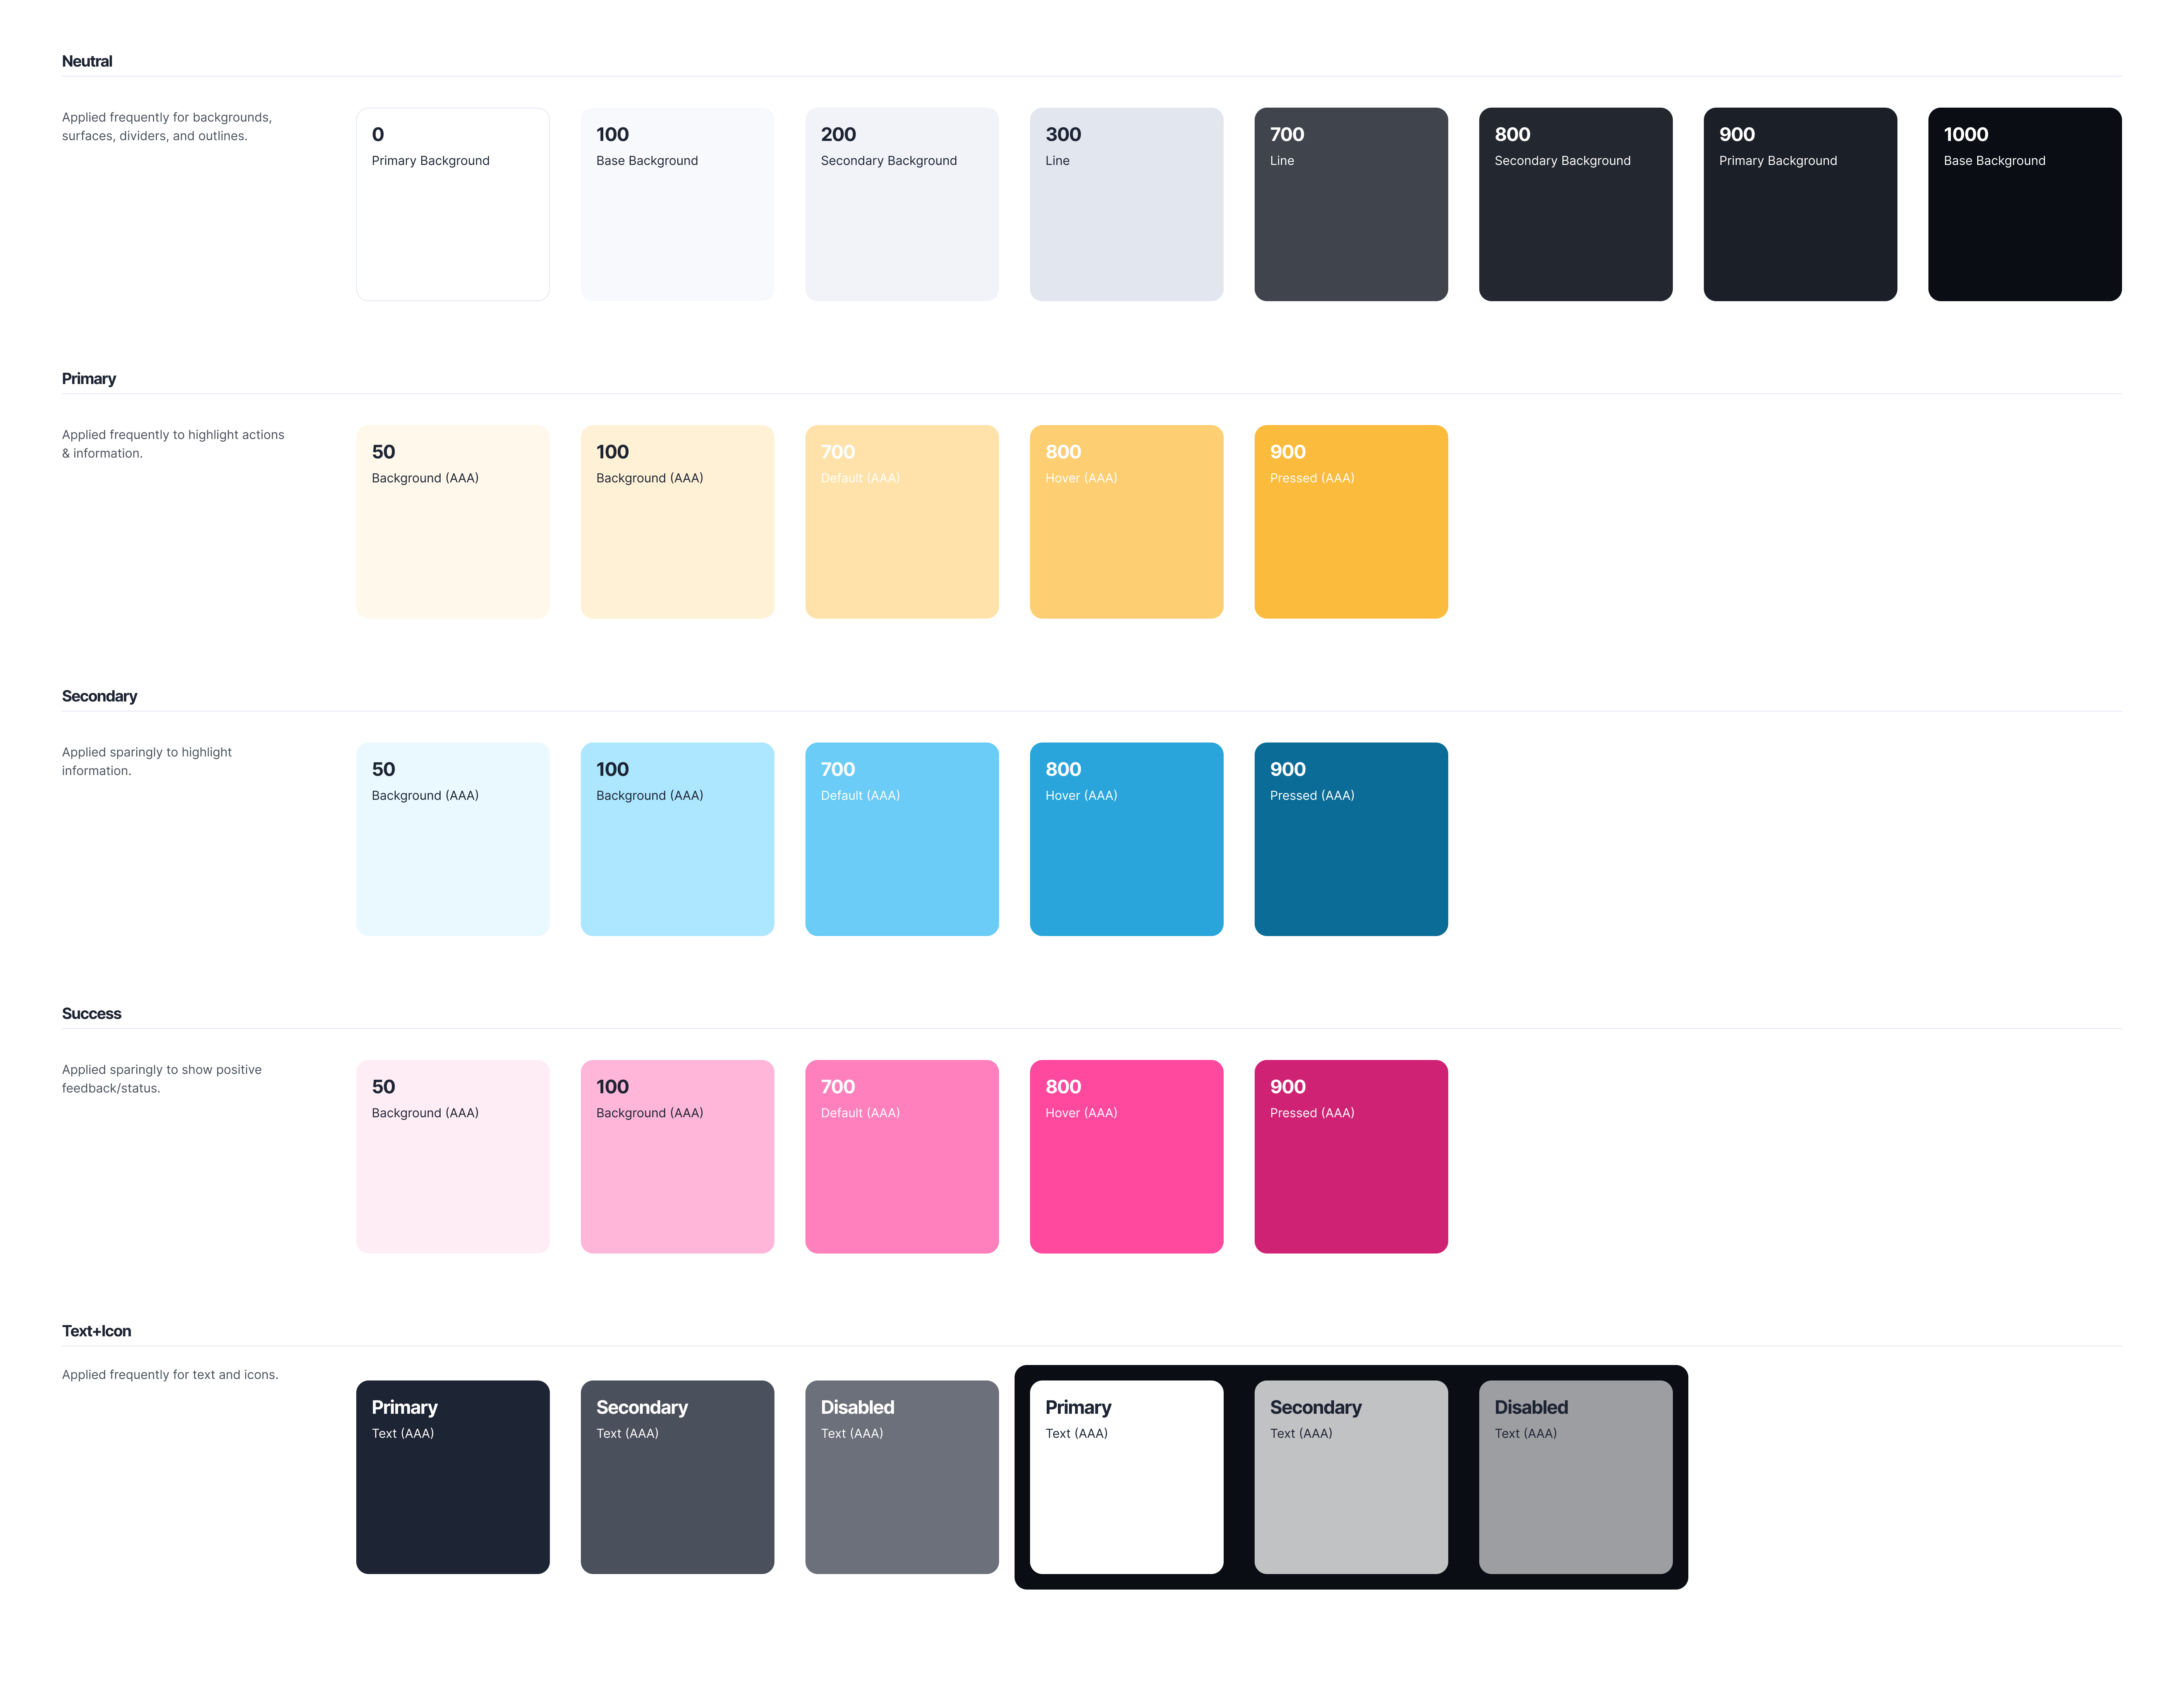 Neutral
Applied frequently for backgrounds,
surfaces, dividers, and outlines.
0
Primary Background
100
Base Background
200
Secondary Background
300
Line
700
Line
800
Secondary Background
900
Primary Background
1000
Base Background
Primary
Applied frequently to highlight actions
& information.
50
Background (AAA)
100
Background (AAA)
700
Default (AAA)
800
Hover (AAA)
900
Pressed (AAA)
Secondary
Applied sparingly to highlight
information.
50
Background (AAA)
100
Background (AAA)
700
Default (AAA)
800
Hover (AAA)
900
Pressed (AAA)
Success
Applied sparingly to show positive
feedback/status.
50
Background (AAA)
100
Background (AAA)
700
Default (AAA)
800
Hover (AAA)
900
Pressed (AAA)
Text+Icon
Applied frequently for text and icons.
Primary
Text (AAA)
Secondary
Text (AAA)
Disabled
Text (AAA)
Primary
Text (AAA)
Secondary
Text (AAA)
Disabled
Text (AAA)